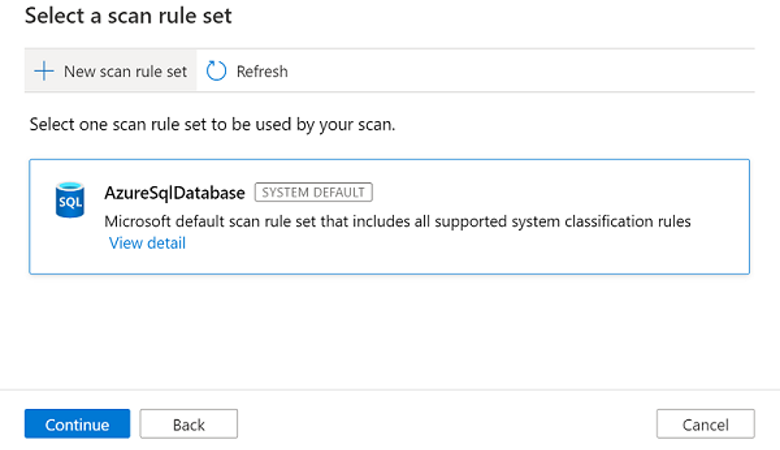 Select a scan rule set
New scan rule set Refresh
Select one scan rule set to be used by your scan.
SQL AzureSqlDatabase SYSTEM DEFAULT
Microsoft default scan rule set that includes all supported system classification rules
View detail
Continue Back Cancel